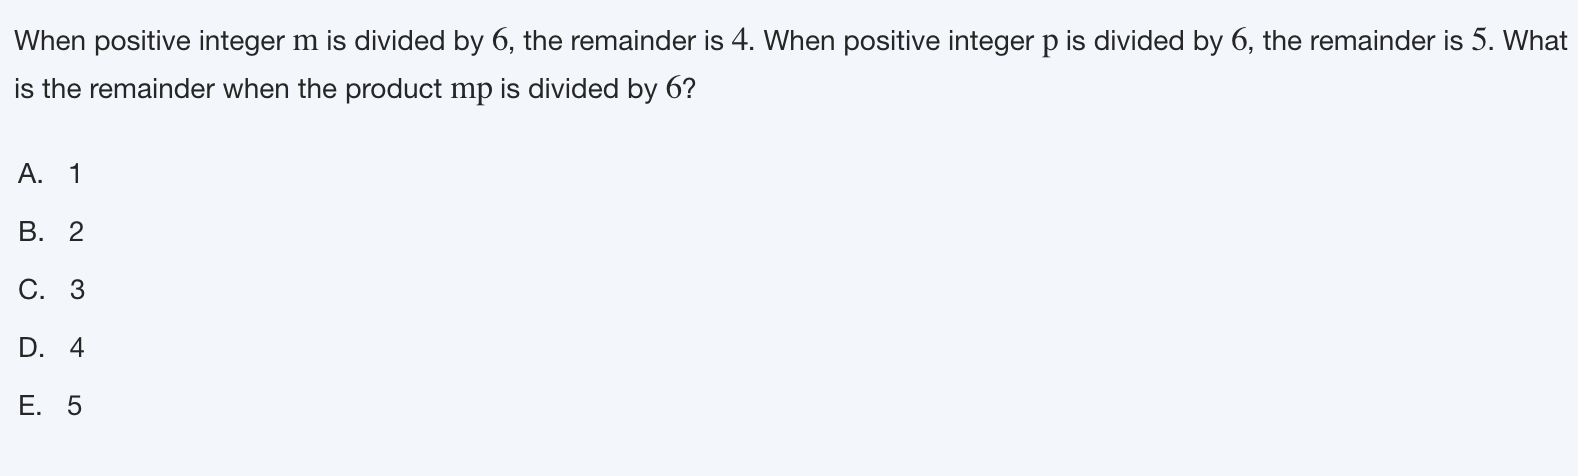 When positive integer m is divided by 6, the remainder is 4. When positive integer p is divided by 6, the remainder is 5. What
is the remainder when the product mp is divided by 6?
A. 1
B. 2
C. 3
D. 4
E. 5